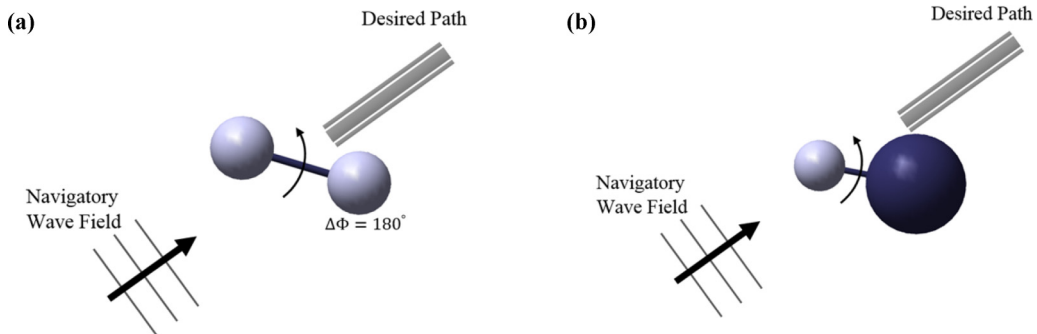 (a)
Desired Path
Navigatory
Wave Field
ΔΦ = 180°
(b)
Desired Path
Navigatory
Wave Field